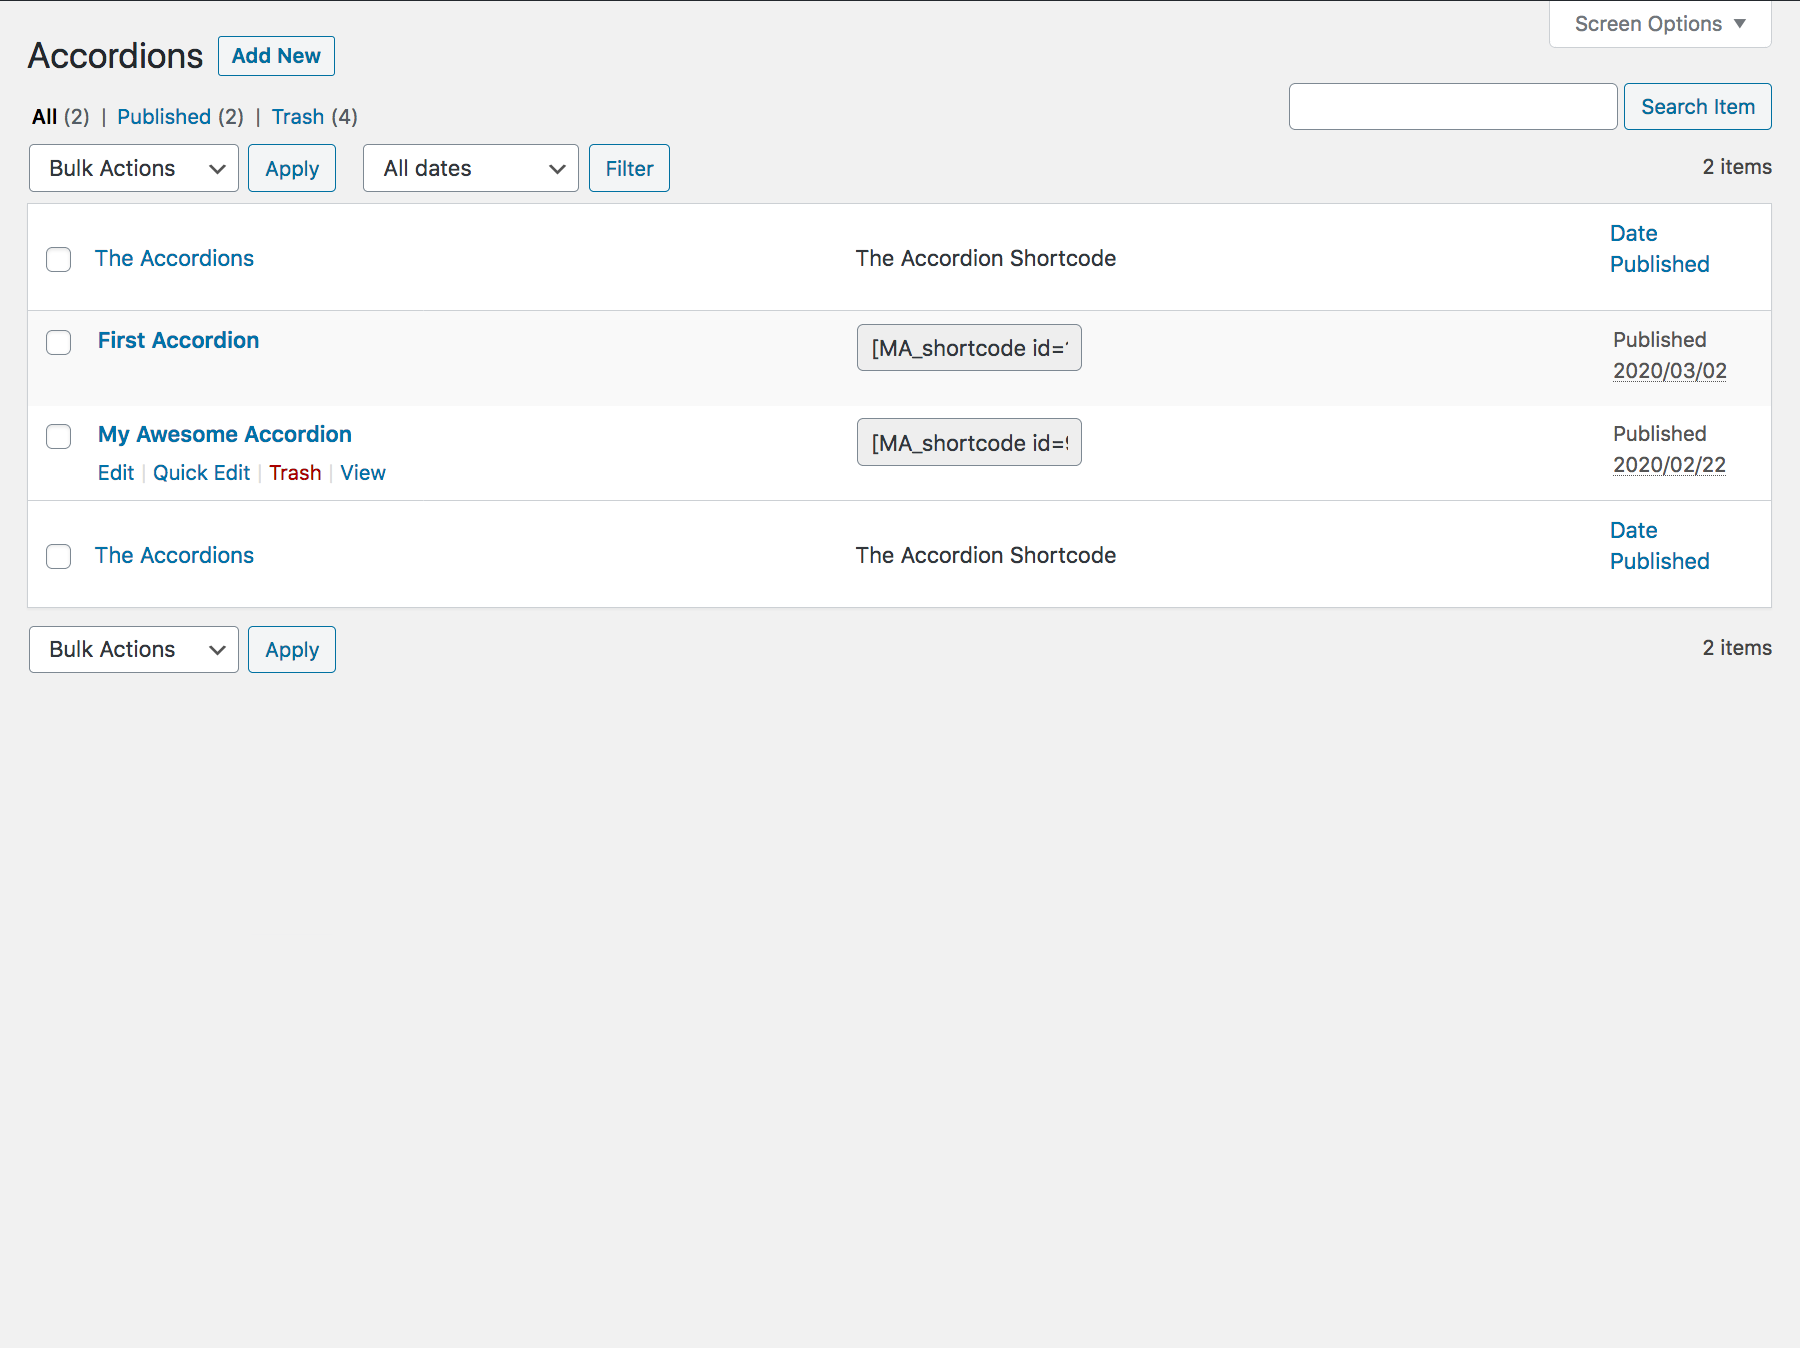 Screen Options
Accordions Add New
All (2) | Published (2) | Trash (4)
Search Item
Bulk Actions Apply All dates Filter 2 items
The Accordions The Accordion Shortcode Date Published
First Accordion [MA_shortcode id= Published 2020/03/02
My Awesome Accordion [MA_shortcode id= Published 2020/02/22
Edit | Quick Edit | Trash | View
The Accordions The Accordion Shortcode Date Published
Bulk Actions Apply 2 items